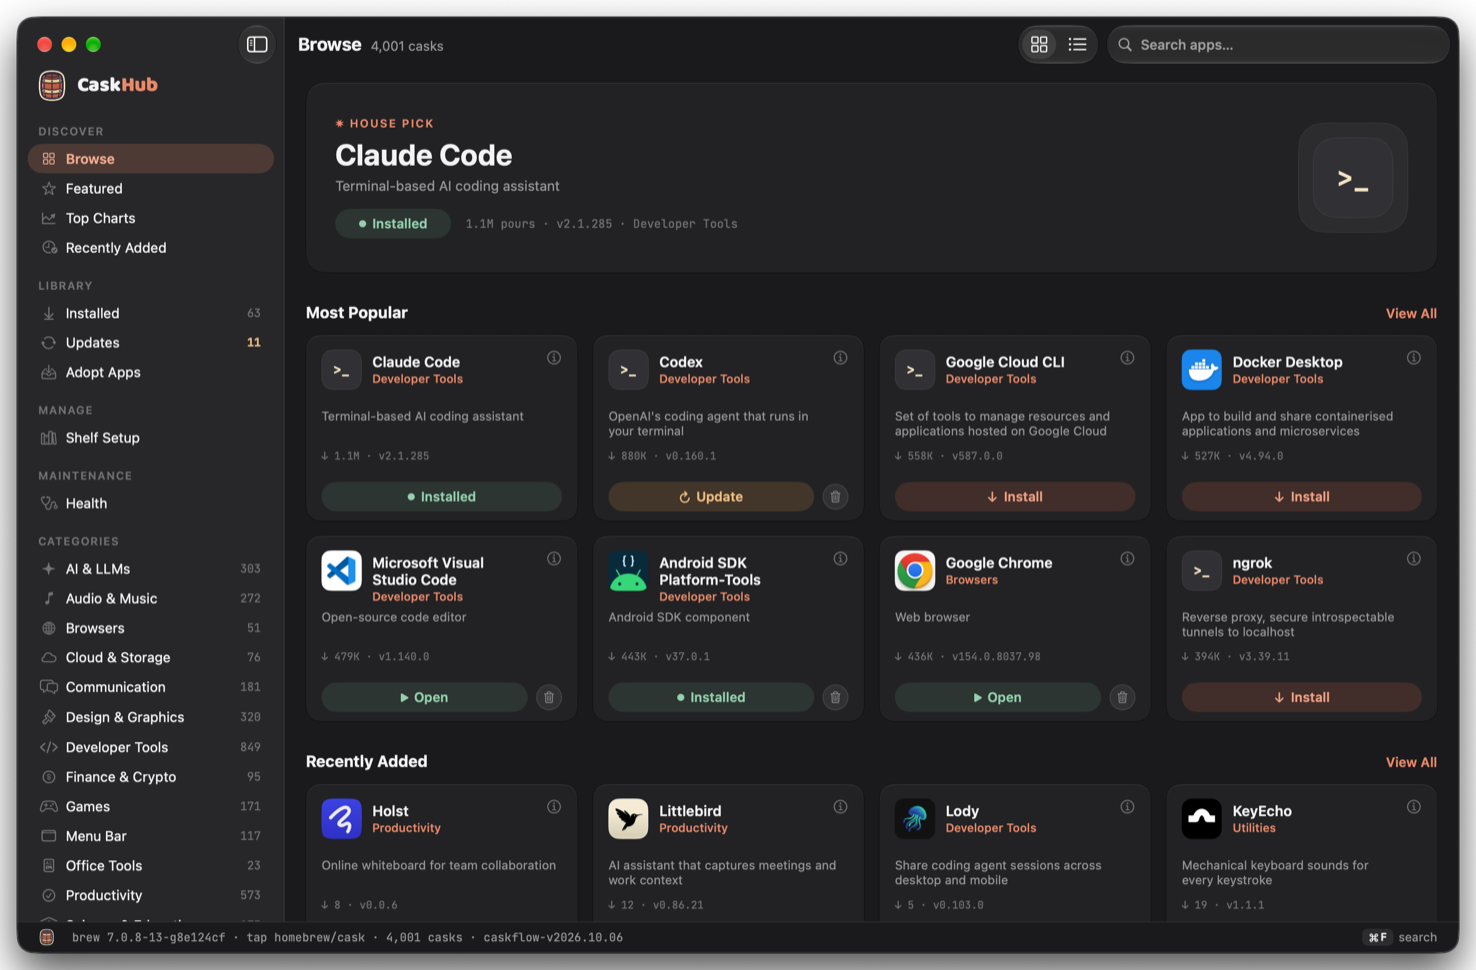 CaskHub
DISCOVER
Browse
Featured
Top Charts
Recently Added
LIBRARY
Installed 63
Updates 11
Adopt Apps
MANAGE
Shelf Setup
MAINTENANCE
Health
CATEGORIES
AI & LLMs 303
Audio & Music 272
Browsers 51
Cloud & Storage 76
Communication 181
Design & Graphics 320
Developer Tools 849
Finance & Crypto 95
Games 171
Menu Bar 117
Office Tools 23
Productivity 573
Browse 4,001 casks
Search apps...
HOUSE PICK
Claude Code
Terminal-based AI coding assistant
Installed 1.1M pours · v2.1.285 · Developer Tools
>_
Most Popular View All
>_
Claude Code
Developer Tools
Terminal-based AI coding assistant
↓ 1.1M · v2.1.285
Installed
>_
Codex
Developer Tools
OpenAI's coding agent that runs in
your terminal
↓ 880K · v0.160.1
Update
>_
Google Cloud CLI
Developer Tools
Set of tools to manage resources and
applications hosted on Google Cloud
↓ 558K · v587.0.0
↓ Install
Docker Desktop
Developer Tools
App to build and share containerised
applications and microservices
↓ 527K · v4.94.0
↓ Install
Microsoft Visual
Studio Code
Developer Tools
Open-source code editor
↓ 479K · v1.140.0
Open
Android SDK
Platform-Tools
Developer Tools
Android SDK component
↓ 443K · v37.0.1
Installed
Google Chrome
Browsers
Web browser
↓ 436K · v154.0.8037.98
Open
>_
ngrok
Developer Tools
Reverse proxy, secure introspectable
tunnels to localhost
↓ 394K · v3.39.11
↓ Install
Recently Added View All
Holst
Productivity
Online whiteboard for team collaboration
↓ 8 · v0.0.6
Littlebird
Productivity
AI assistant that captures meetings and
work context
↓ 12 · v0.86.21
Lody
Developer Tools
Share coding agent sessions across
desktop and mobile
↓ 5 · v0.103.0
KeyEcho
Utilities
Mechanical keyboard sounds for
every keystroke
↓ 19 · v1.1.1
brew 7.0.8-13-g8e124cf · tap homebrew/cask · 4,001 casks · caskflow-v2026.10.06
⌘F search